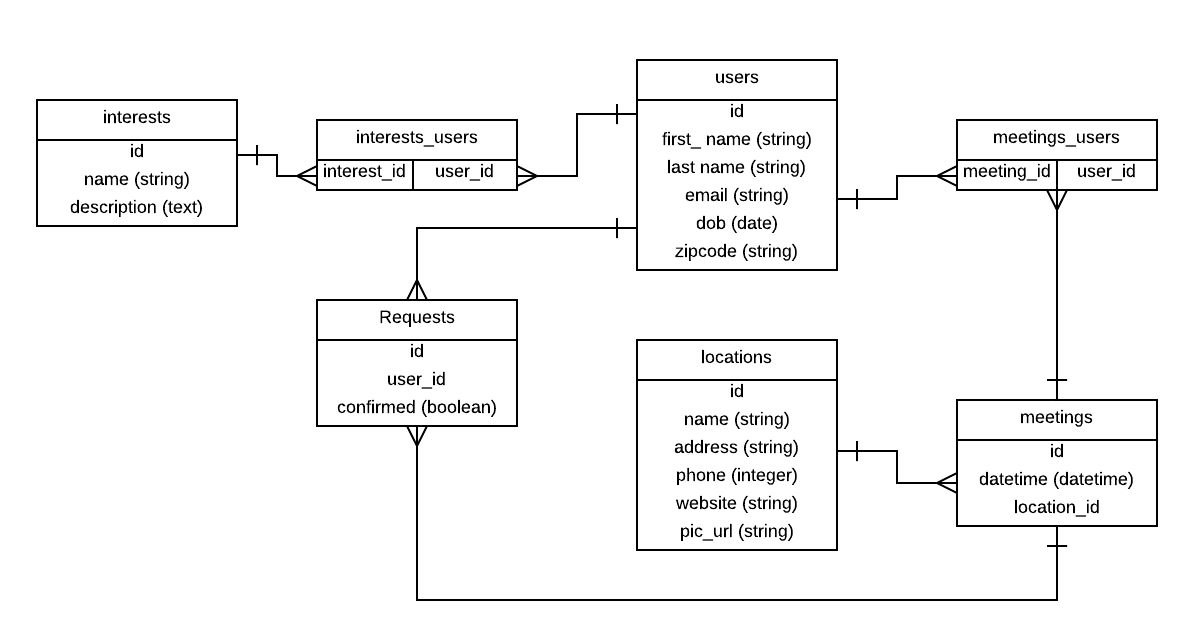 interests
id
name (string)
description (text)
interests_users
interest_id user_id
users
id
first_ name (string)
last name (string)
email (string)
dob (date)
zipcode (string)
meetings_users
meeting_id user_id
Requests
id
user_id
confirmed (boolean)
locations
id
name (string)
address (string)
phone (integer)
website (string)
pic_url (string)
meetings
id
datetime (datetime)
location_id